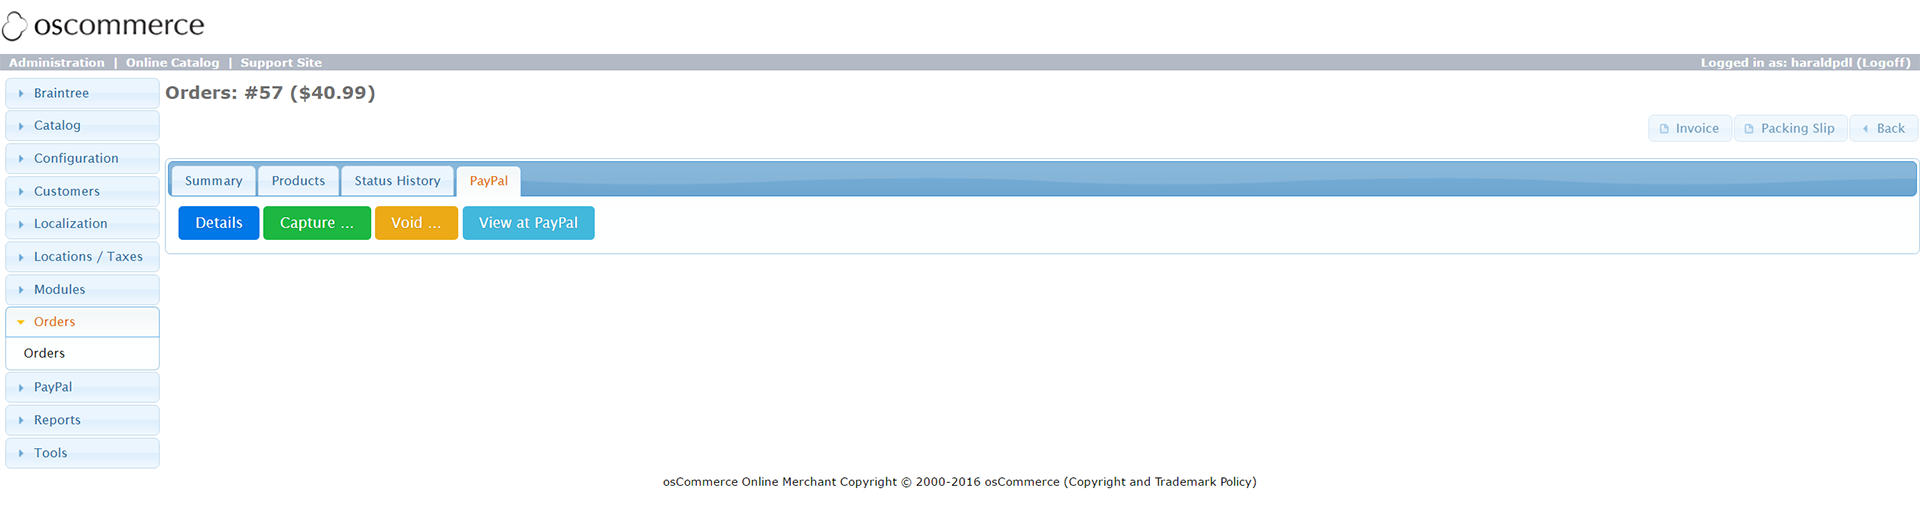 oscommerce
Administration | Online Catalog | Support Site
Logged in as: haraldpdl (Logoff)
Braintree
Catalog
Configuration
Customers
Localization
Locations / Taxes
Modules
Orders
Orders
PayPal
Reports
Tools
Orders: #57 ($40.99)
Invoice
Packing Slip
Back
Summary
Products
Status History
PayPal
Details
Capture ...
Void ...
View at PayPal
osCommerce Online Merchant Copyright © 2000-2016 osCommerce (Copyright and Trademark Policy)